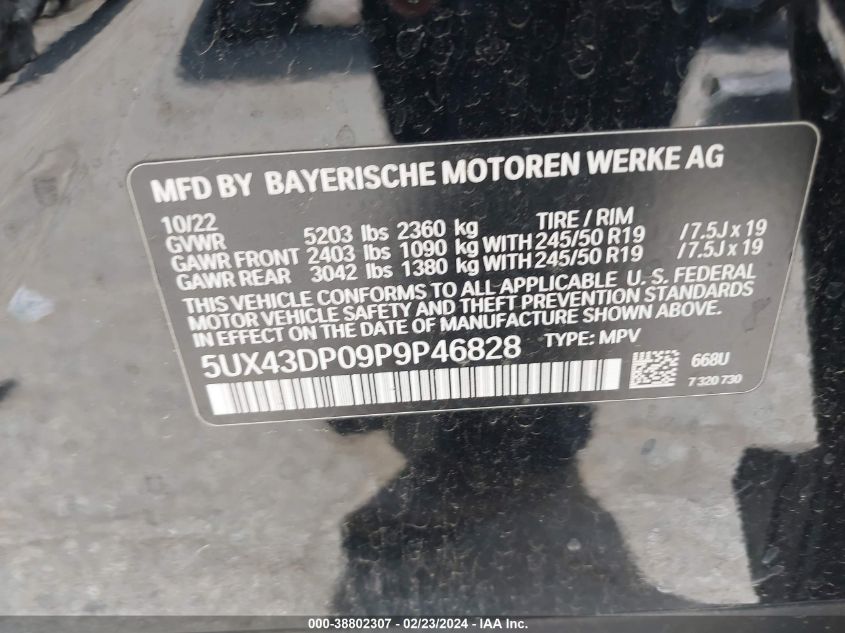 MFD BY BAYERISCHE MOTOREN WERKE AG
10/22 TIRE / RIM
GVWR 5203 lbs 2360 kg
GAWR FRONT 2403 lbs 1090 kg WITH 245/50 R19 / 7.5J x 19
GAWR REAR 3042 lbs 1380 kg WITH 245/50 R19 / 7.5J x 19
THIS VEHICLE CONFORMS TO ALL APPLICABLE U. S. FEDERAL
MOTOR VEHICLE SAFETY AND THEFT PREVENTION STANDARDS
IN EFFECT ON THE DATE OF MANUFACTURE SHOWN ABOVE.
5UX43DP09P9P46828 TYPE: MPV
668U
7 320 730
000-38802307 - 02/23/2024 - IAA Inc.